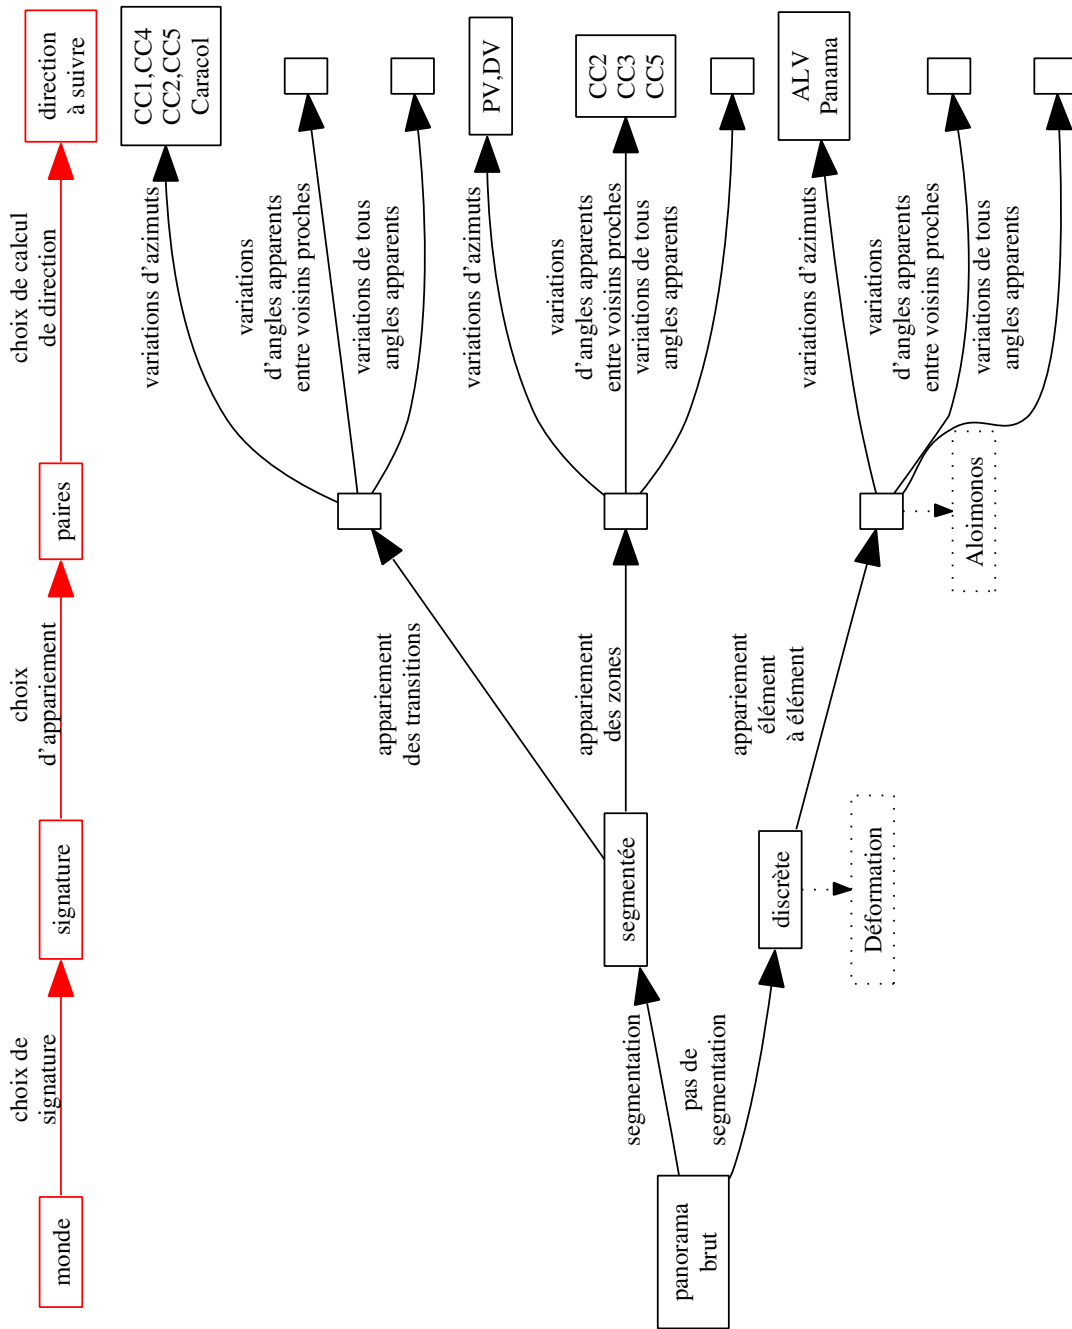 monde
choix de
signature
signature
choix
d'appariement
paires
choix de calcul
de direction
direction
à suivre
panorama
brut
segmentation
pas de
segmentation
segmentée
discrète
Déformation
appariement
des transitions
appariement
des zones
appariement
élément
à élément
Aloimonos
variations d'azimuts
variations
d'angles apparents
entre voisins proches
variations de tous
angles apparents
variations d'azimuts
variations
d'angles apparents
entre voisins proches
variations de tous
angles apparents
variations d'azimuts
variations
d'angles apparents
entre voisins proches
variations de tous
angles apparents
CC1,CC4
CC2,CC5
Caracol
PV,DV
CC2
CC3
CC5
ALV
Panama